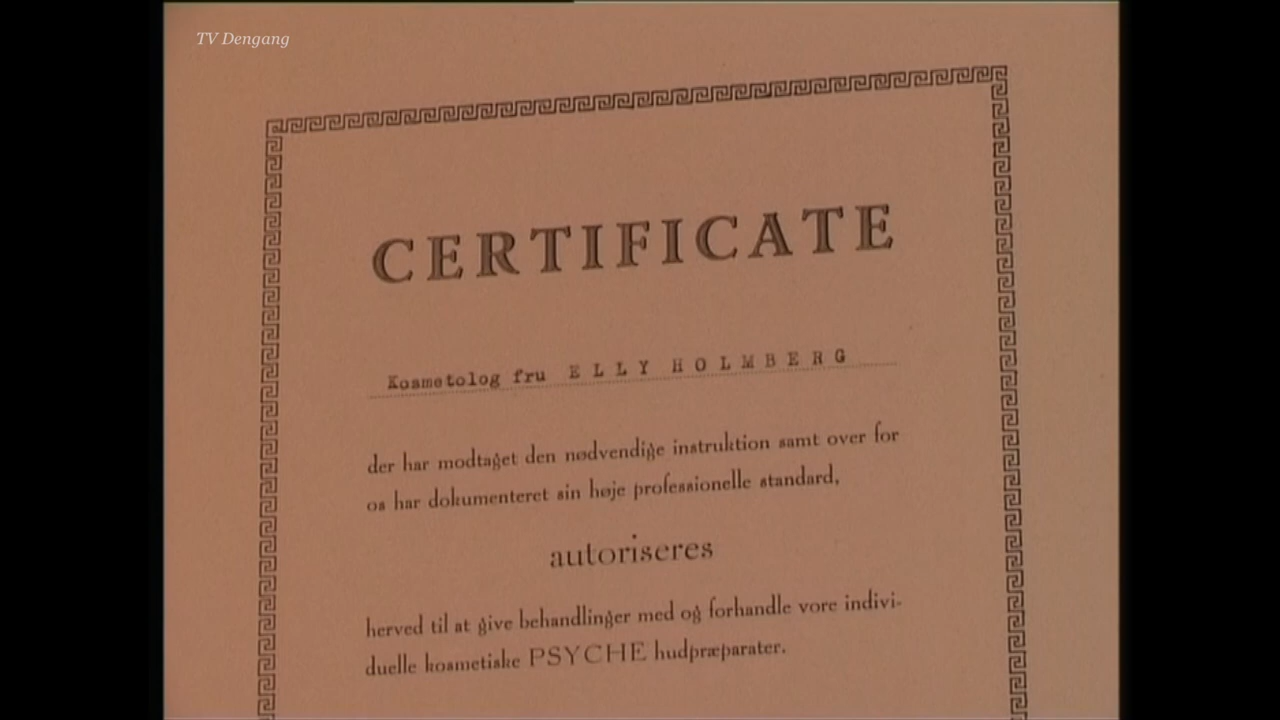 TV Dengang
CERTIFICATE
Kosmetolog fru ELLY HOLMBERG
der har modtaget den nødvendige instruktion samt over for
os har dokumenteret sin høje professionelle standard,
autoriseres
herved til at give behandlinger med og forhandle vore indivi-
duelle kosmetiske PSYCHE hudpræparater.